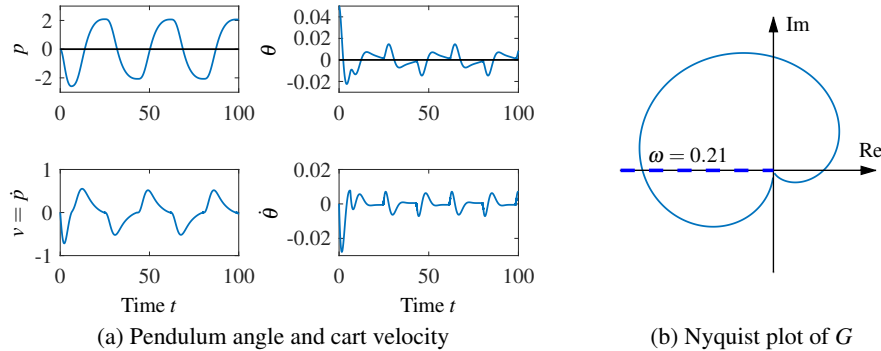 2
0
-2
p
0 50 100
0.04
0.02
0
-0.02
θ
0 50 100
1
0
-1
v = ṗ
0 50 100
Time t
0.02
0
-0.02
θ̇
0 50 100
Time t
(a) Pendulum angle and cart velocity
Im
Re
ω = 0.21
(b) Nyquist plot of G